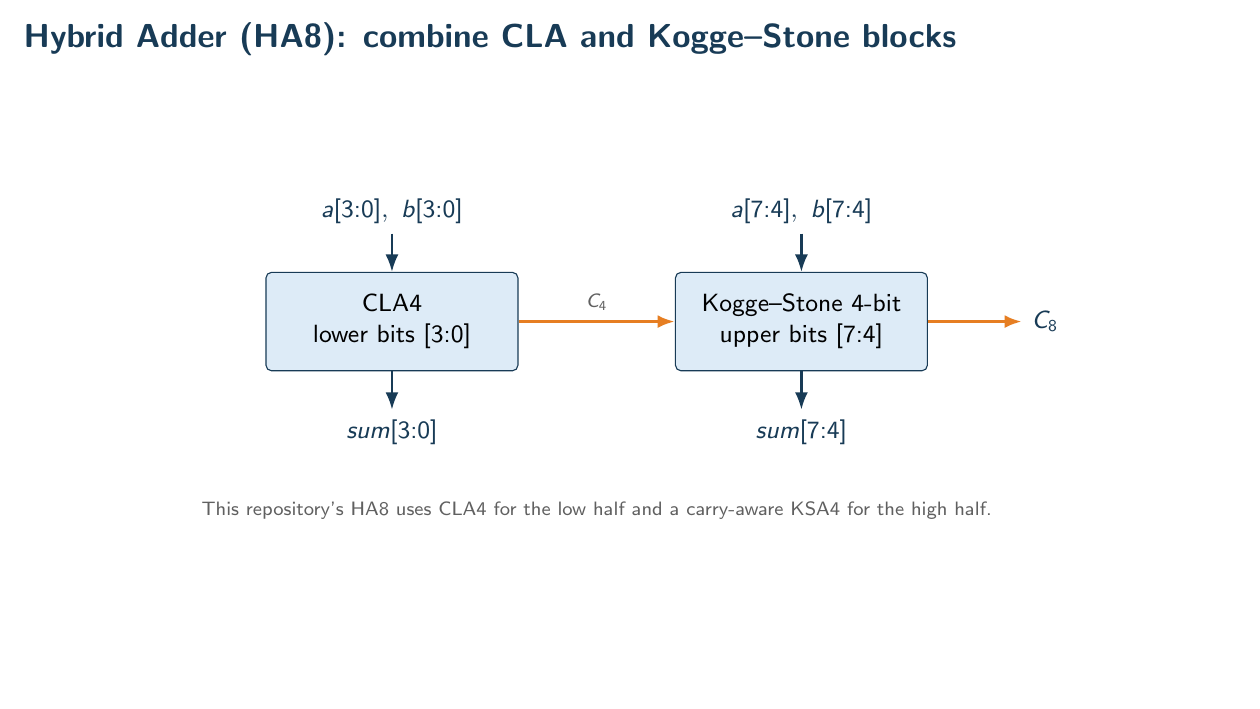 Hybrid Adder (HA8): combine CLA and Kogge–Stone blocks
a[3:0], b[3:0]
a[7:4], b[7:4]
CLA4
lower bits [3:0]
C₄
Kogge–Stone 4-bit
upper bits [7:4]
C₈
sum[3:0]
sum[7:4]
This repository's HA8 uses CLA4 for the low half and a carry-aware KSA4 for the high half.